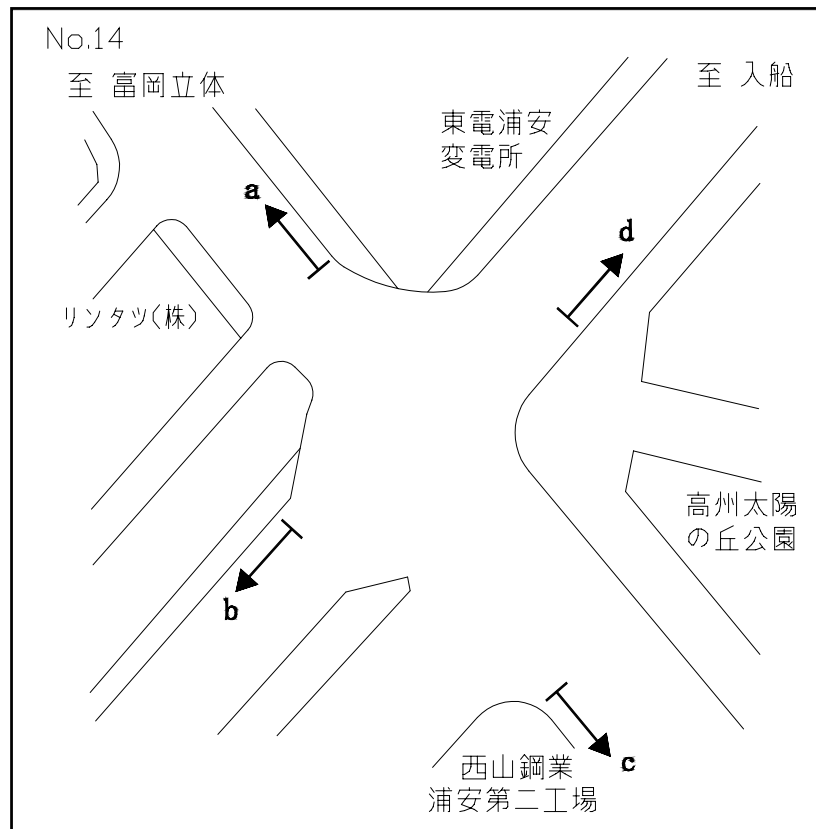 No.14
至 富岡立体
至 入船
東電浦安
変電所
a
d
リンタツ(株)
高州太陽
の丘公園
b
西山鋼業
浦安第二工場
c